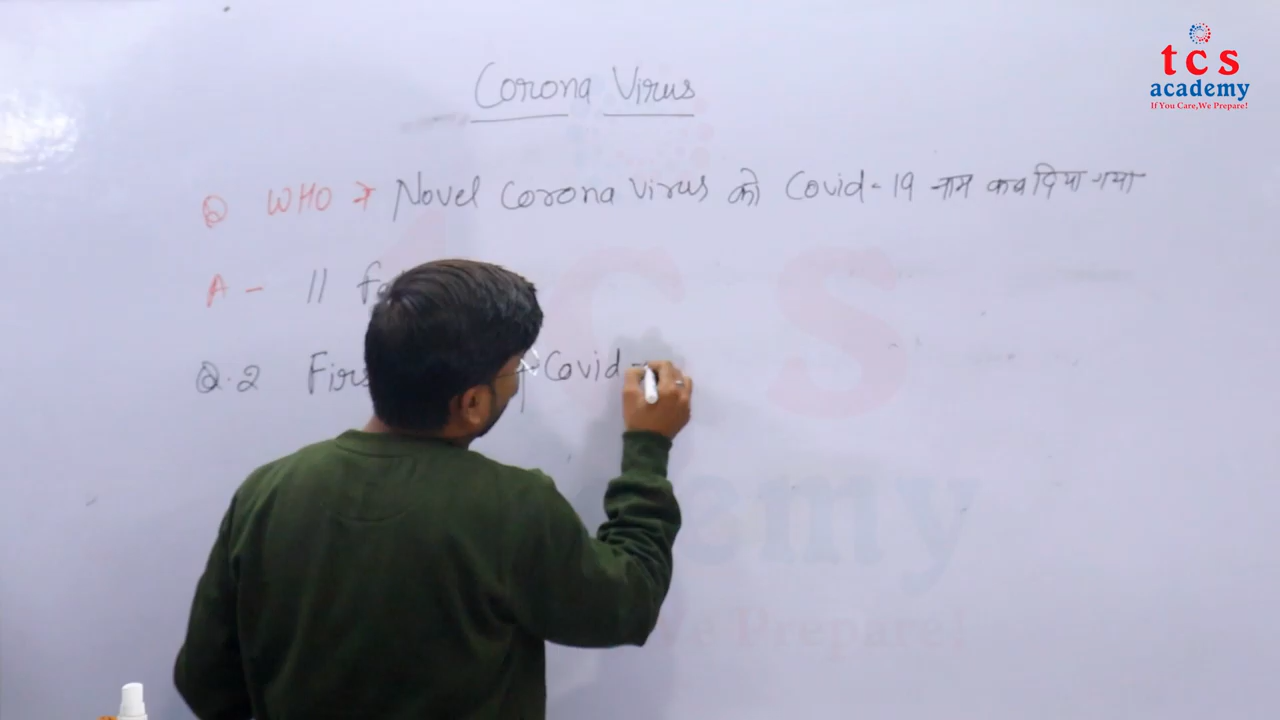 tcs
academy
If You Care,We Prepare!
Corona Virus
Q WHO ने Novel Corona Virus को Covid-19 नाम कब दिया गया
A - 11
Q.2 Covid-